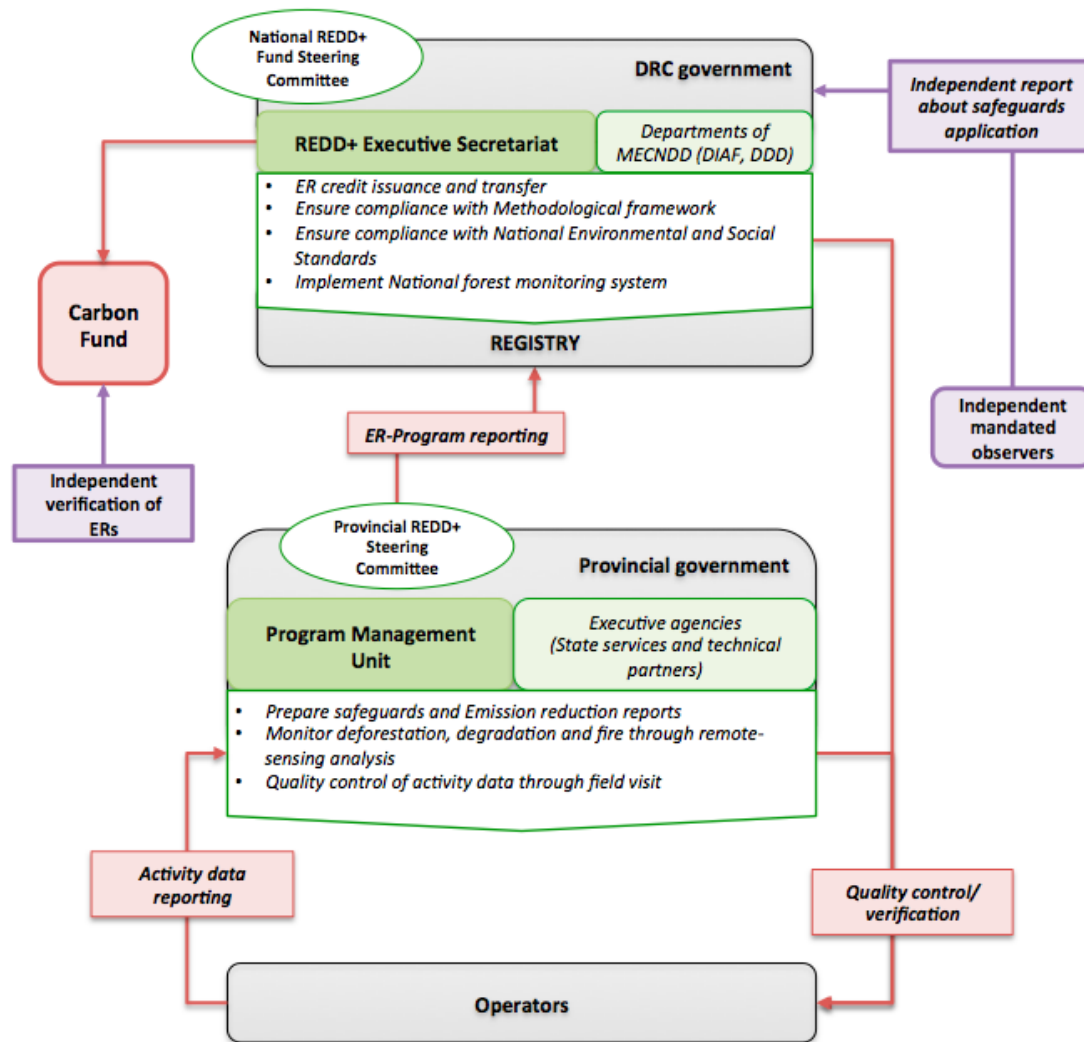 National REDD+
Fund Steering
Committee
DRC government
Independent report
about safeguards
application
REDD+ Executive Secretariat
Departments of
MECNDD (DIAF, DDD)
• ER credit issuance and transfer
• Ensure compliance with Methodological framework
• Ensure compliance with National Environmental and Social
Standards
• Implement National forest monitoring system
Carbon
Fund
REGISTRY
Independent
mandated
observers
ER-Program reporting
Independent
verification of
ERs
Provincial REDD+
Steering
Committee
Provincial government
Program Management
Unit
Executive agencies
(State services and technical
partners)
• Prepare safeguards and Emission reduction reports
• Monitor deforestation, degradation and fire through remote-
sensing analysis
• Quality control of activity data through field visit
Activity data
reporting
Quality control/
verification
Operators